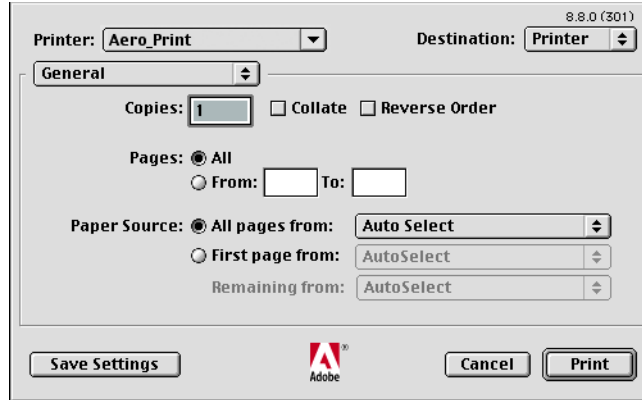 8.8.0 (301)
Printer: Aero_Print Destination: Printer
General
Copies: 1 Collate Reverse Order
Pages: All
From: To:
Paper Source: All pages from: Auto Select
First page from: AutoSelect
Remaining from: AutoSelect
Save Settings Adobe® Cancel Print